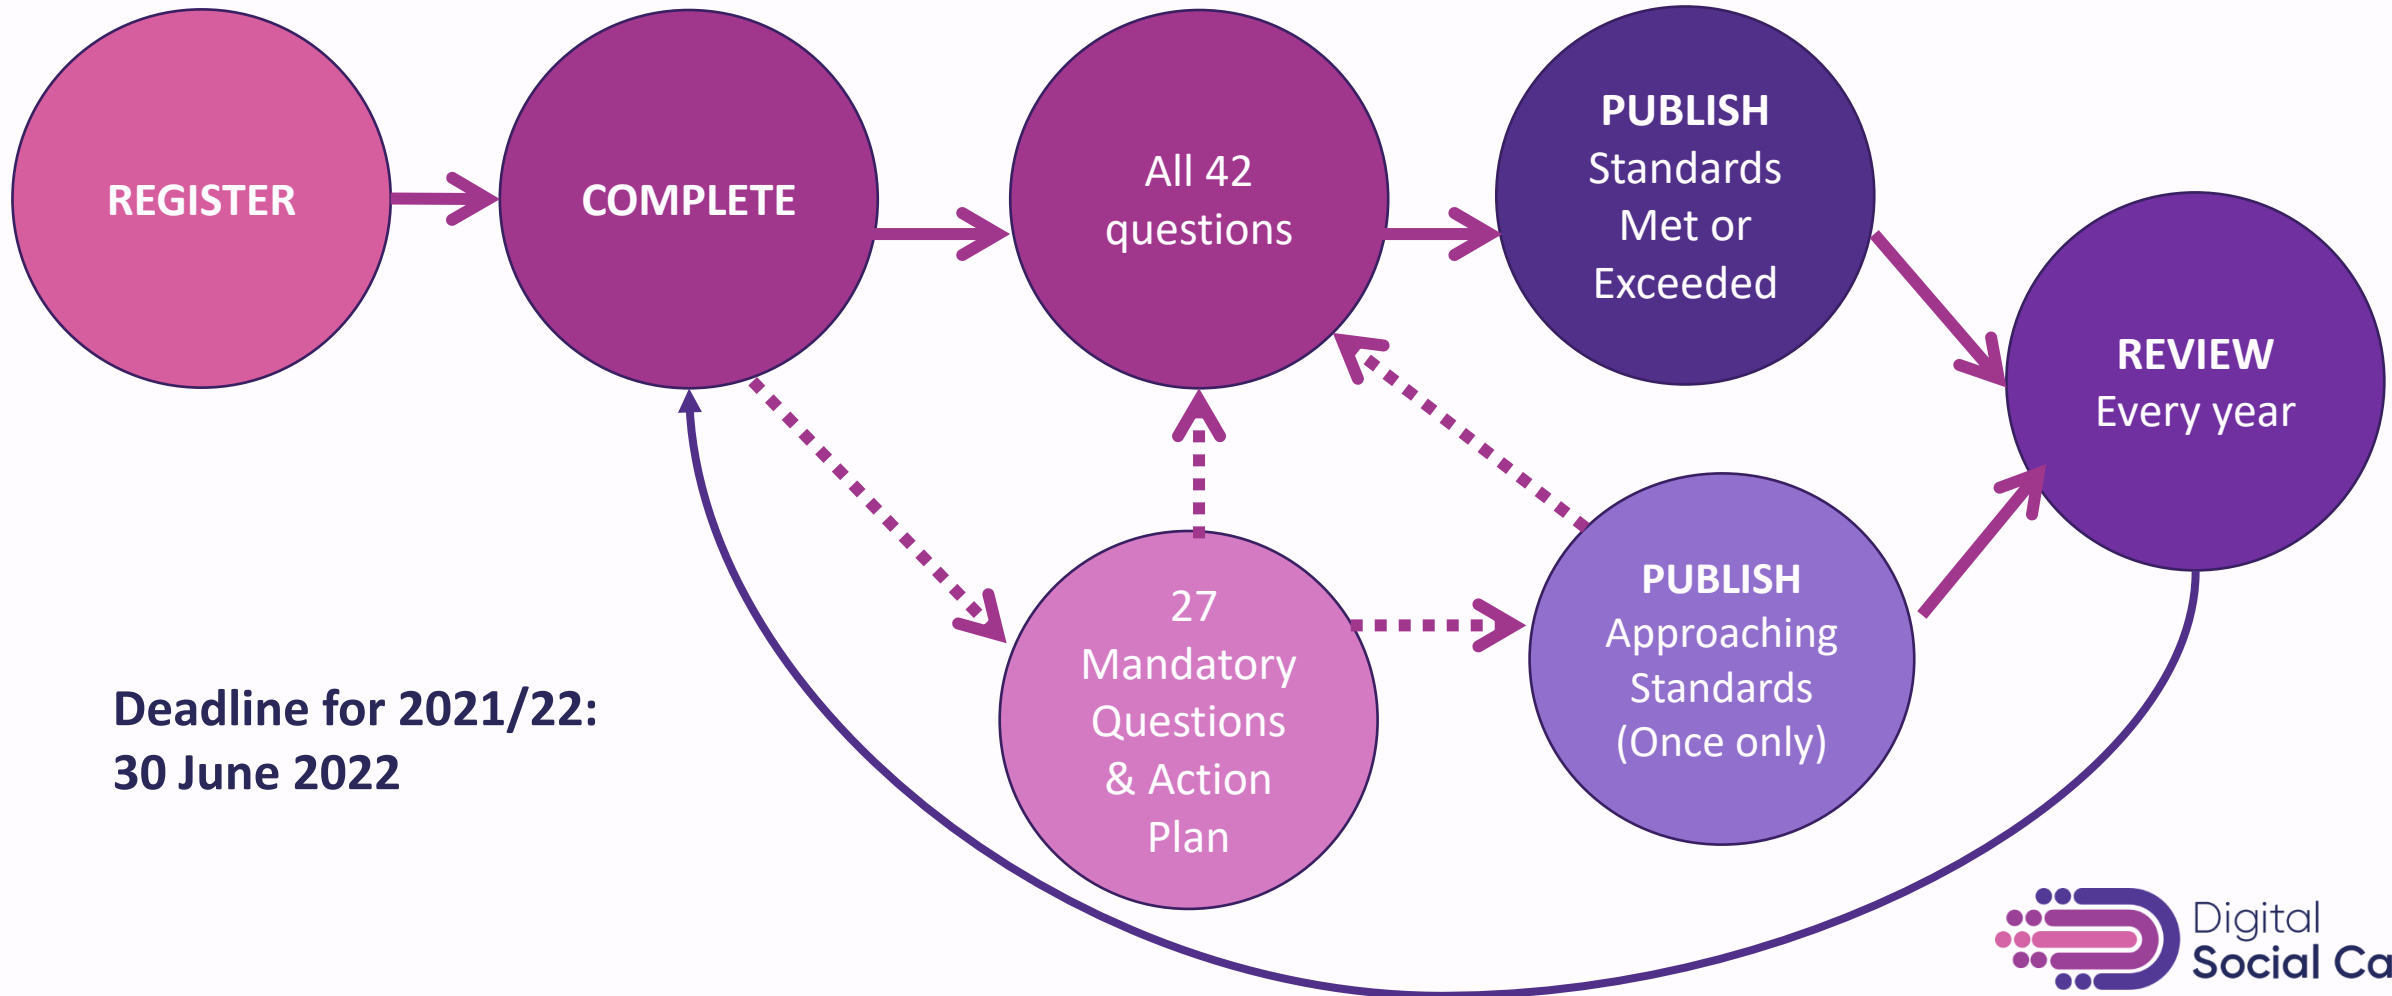 REGISTER
COMPLETE
All 42
questions
PUBLISH
Standards
Met or
Exceeded
REVIEW
Every year
27
Mandatory
Questions
& Action
Plan
PUBLISH
Approaching
Standards
(Once only)
Deadline for 2021/22:
30 June 2022
Digital
Social Ca